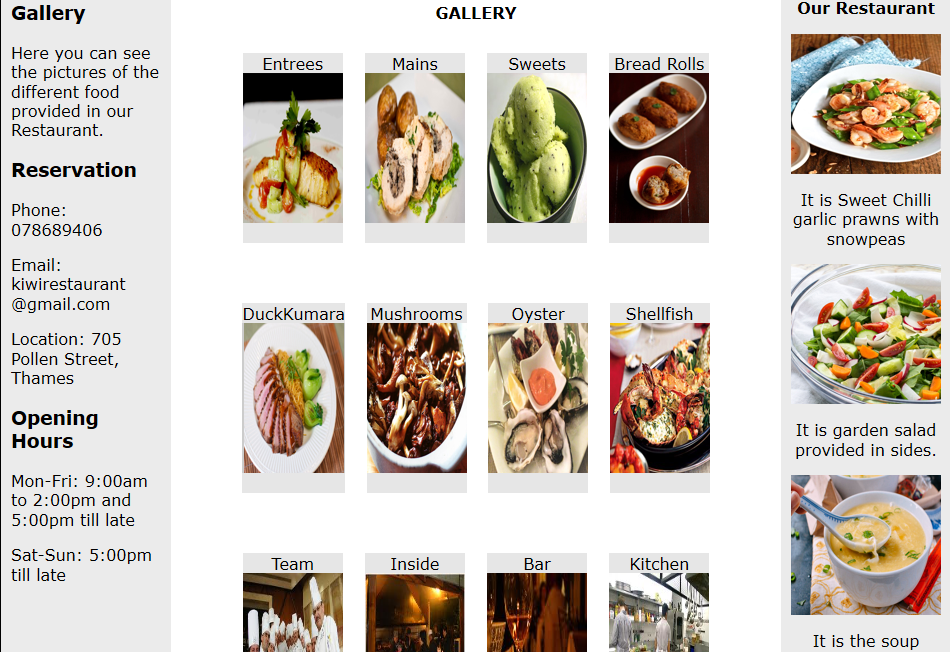 Gallery
Here you can see
the pictures of the
different food
provided in our
Restaurant.
Reservation
Phone:
078689406
Email:
kiwirestaurant
@gmail.com
Location: 705
Pollen Street,
Thames
Opening
Hours
Mon-Fri: 9:00am
to 2:00pm and
5:00pm till late
Sat-Sun: 5:00pm
till late
GALLERY
Entrees
Mains
Sweets
Bread Rolls
DuckKumara
Mushrooms
Oyster
Shellfish
Team
Inside
Bar
Kitchen
Our Restaurant
It is Sweet Chilli
garlic prawns with
snowpeas
It is garden salad
provided in sides.
It is the soup